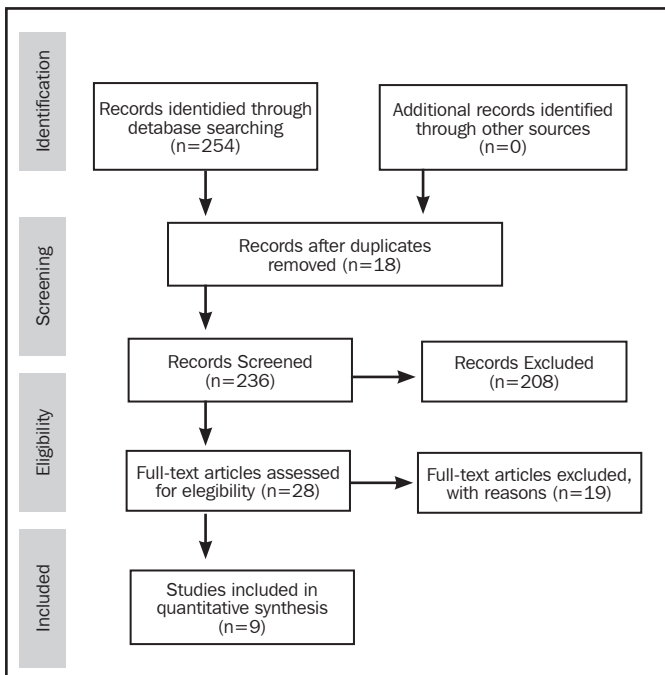 Identification
Records identidied through
detabase searching
(n=254)
Additional records identified
through other sources
(n=0)
Screening
Records after duplicates
removed (n=18)
Records Screened
(n=236)
Records Excluded
(n=208)
Eligibility
Full-text articles assessed
for elegibility (n=28)
Full-text articles excluded,
with reasons (n=19)
Included
Studies included in
quantitative synthesis
(n=9)